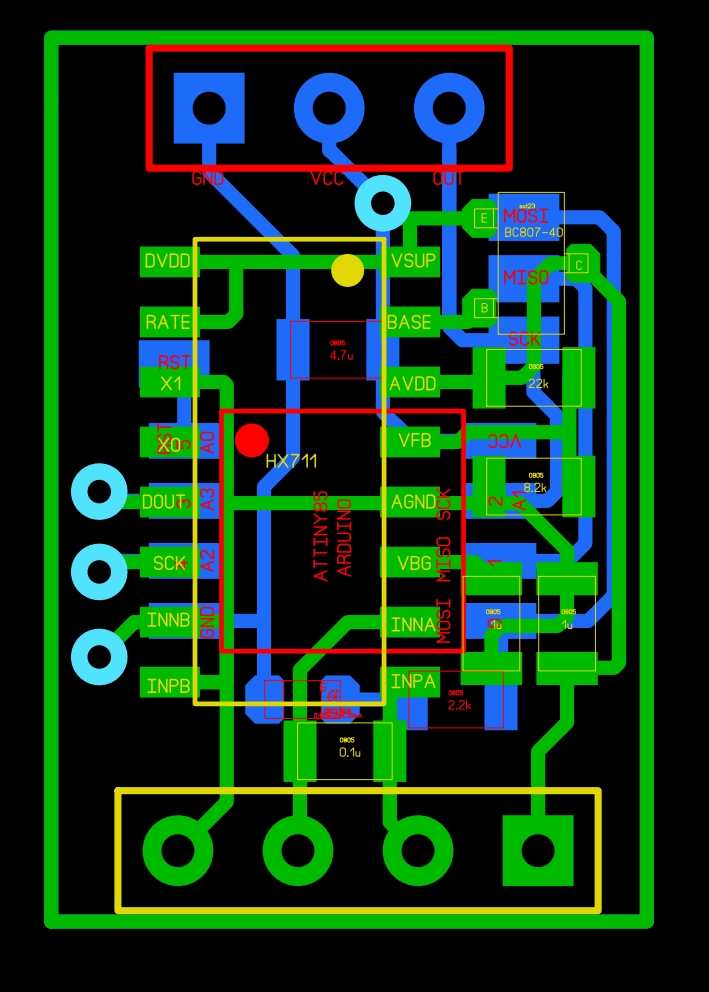 GND VCC OUT
E MOSI
BC807-40
DVDD VSUP C
MISO
RATE BASE B
SCK
0805
4.7u
RST
0805
X1 AVDD 22k
XO A0 VFB VCC
HX711
0805
8.2k
DOUT A3 AGND 2 A1
ATTINY85
ARDUINO
MISO SCK
SCK A2 VBG 1
0805 0805
1u 1u
INNB GND INNA MOSI
INPB INPA
0805
2.2k
0805
0.1u